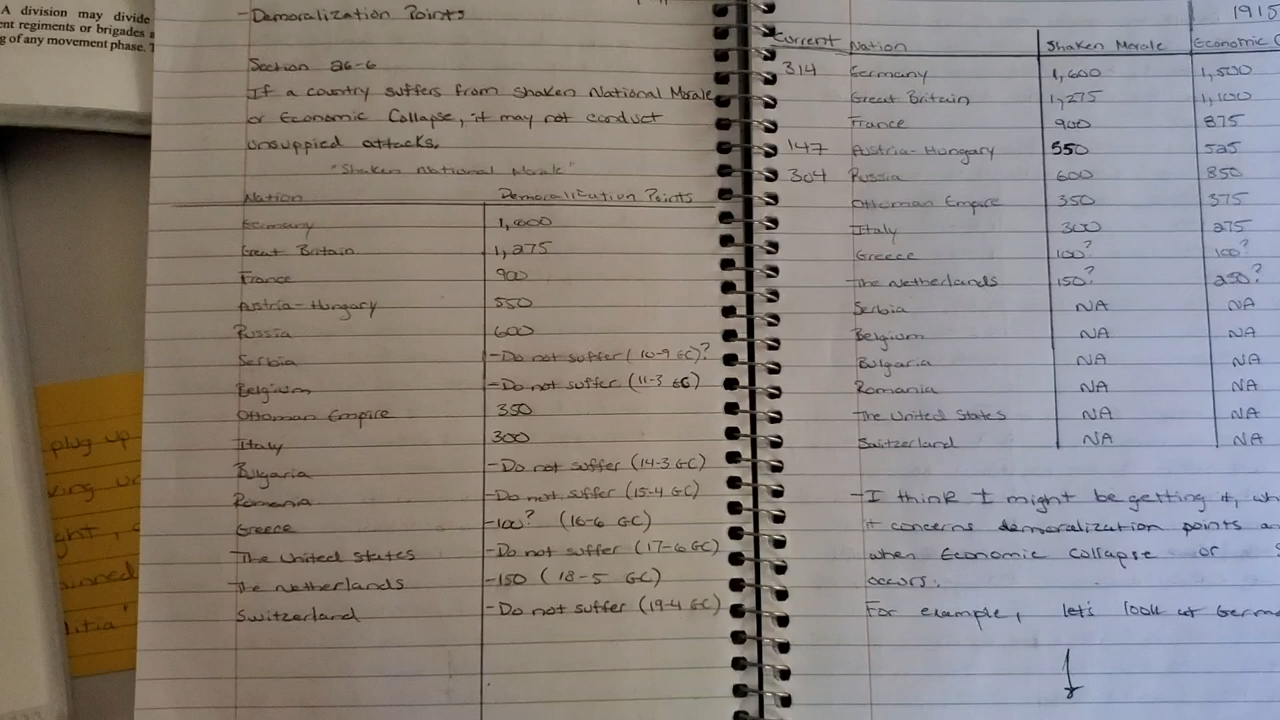 A division may divide
ent regiments or brigades a
g of any movement phase. T
plug up
-Demoralization Points
Section 26-6
If a country suffers from Shaken National Morale
or Economic Collapse, it may not conduct
unsuppied attacks.
"Shaken National Morale"
Nation Demoralization Points
Germany 1,600
Great Britain 1,275
France 900
Austria-Hungary 550
Russia 600
Serbia -Do not suffer (10-9 GC)?
Belgium -Do not suffer (11-3 GC)
Ottoman Empire 350
Italy 300
Bulgaria -Do not suffer (14-3 GC)
Romania -Do not suffer (15-4 GC)
Greece -100? (16-6 GC)
The United States -Do not suffer (17-6 GC)
The Netherlands -150 (18-5 GC)
Switzerland -Do not suffer (19-4 GC)
1915
Current Nation Shaken Morale Economic C
314 Germany 1,600 1,500
Great Britain 1,275 1,100
France 900 875
147 Austria-Hungary 550 525
304 Russia 600 850
Ottoman Empire 350 375
Italy 300 275
Greece 100? 100?
The Netherlands 150? 250?
Serbia NA NA
Belgium NA NA
Bulgaria NA NA
Romania NA NA
The United States NA NA
Switzerland NA NA
-I think I might be getting it, wh
it concerns demoralization points a
when Economic Collapse or S
occurs.
For example, let's look at Germa